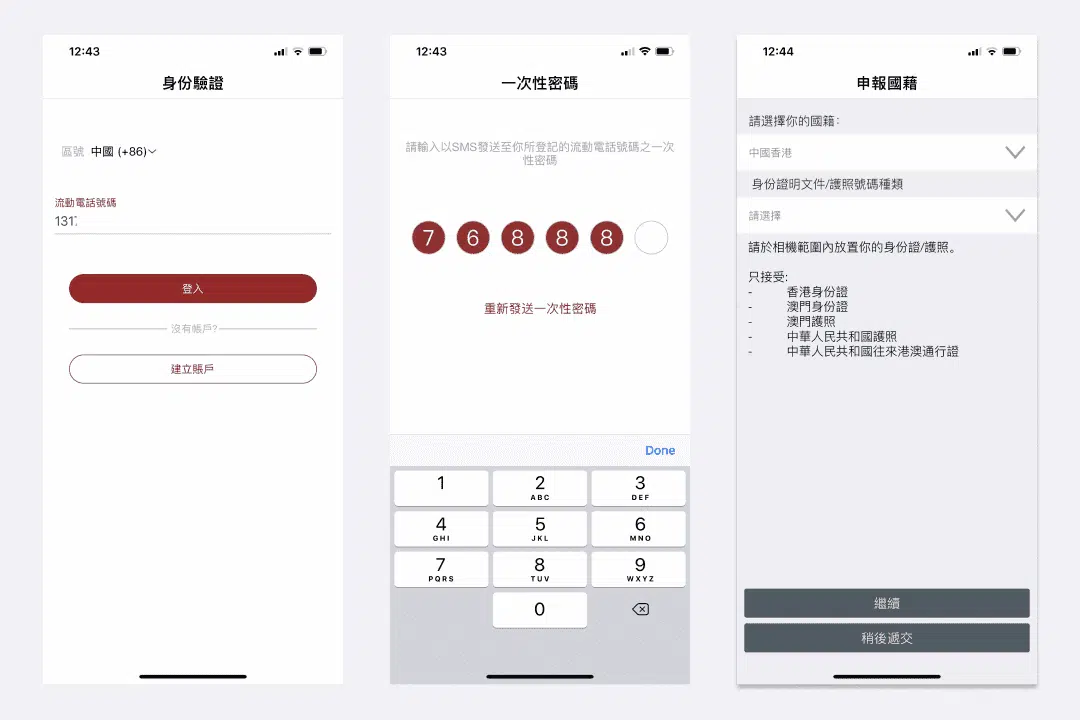 12:43
身份驗證
區號 中國 (+86)
流動電話號碼
131
登入
沒有帳戶?
建立賬戶
12:43
一次性密碼
請輸入以SMS發送至你所登記的流動電話號碼之一次
性密碼
7 6 8 8 8
重新發送一次性密碼
Done
1 2 3
ABC DEF
4 5 6
GHI JKL MNO
7 8 9
PQRS TUV WXYZ
0
12:44
申報國藉
請選擇你的國籍:
中國香港
身份證明文件/護照號碼種類
請選擇
請於相機範圍內放置你的身份證/護照。
只接受:
- 香港身份證
- 澳門身份證
- 澳門護照
- 中華人民共和國護照
- 中華人民共和國往來港澳通行證
繼續
稍後遞交